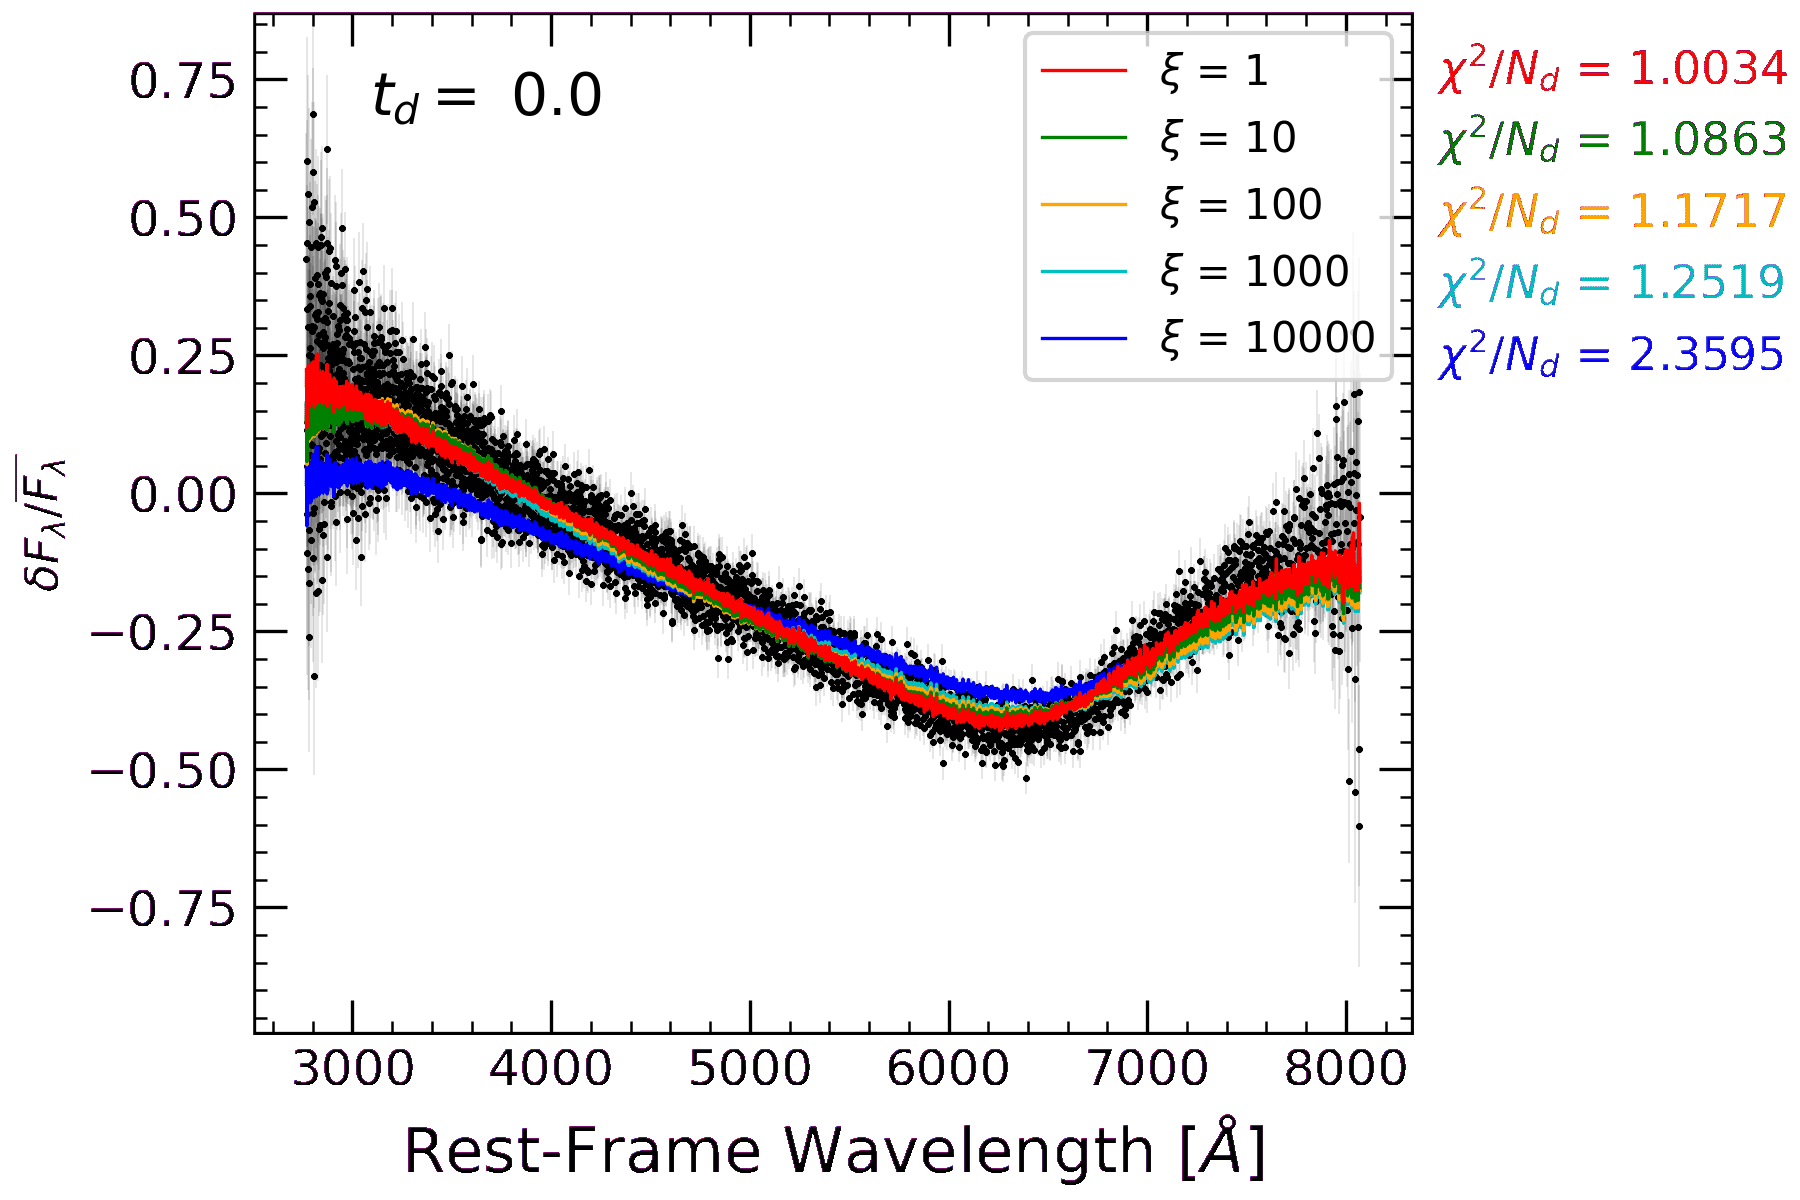 t_d = 0.0
ξ = 1
ξ = 10
ξ = 100
ξ = 1000
ξ = 10000
χ²/N_d = 1.0034
χ²/N_d = 1.0863
χ²/N_d = 1.1717
χ²/N_d = 1.2519
χ²/N_d = 2.3595
0.75
0.50
0.25
0.00
−0.25
−0.50
−0.75
δF_λ/F̅_λ
3000 4000 5000 6000 7000 8000
Rest-Frame Wavelength [Å]